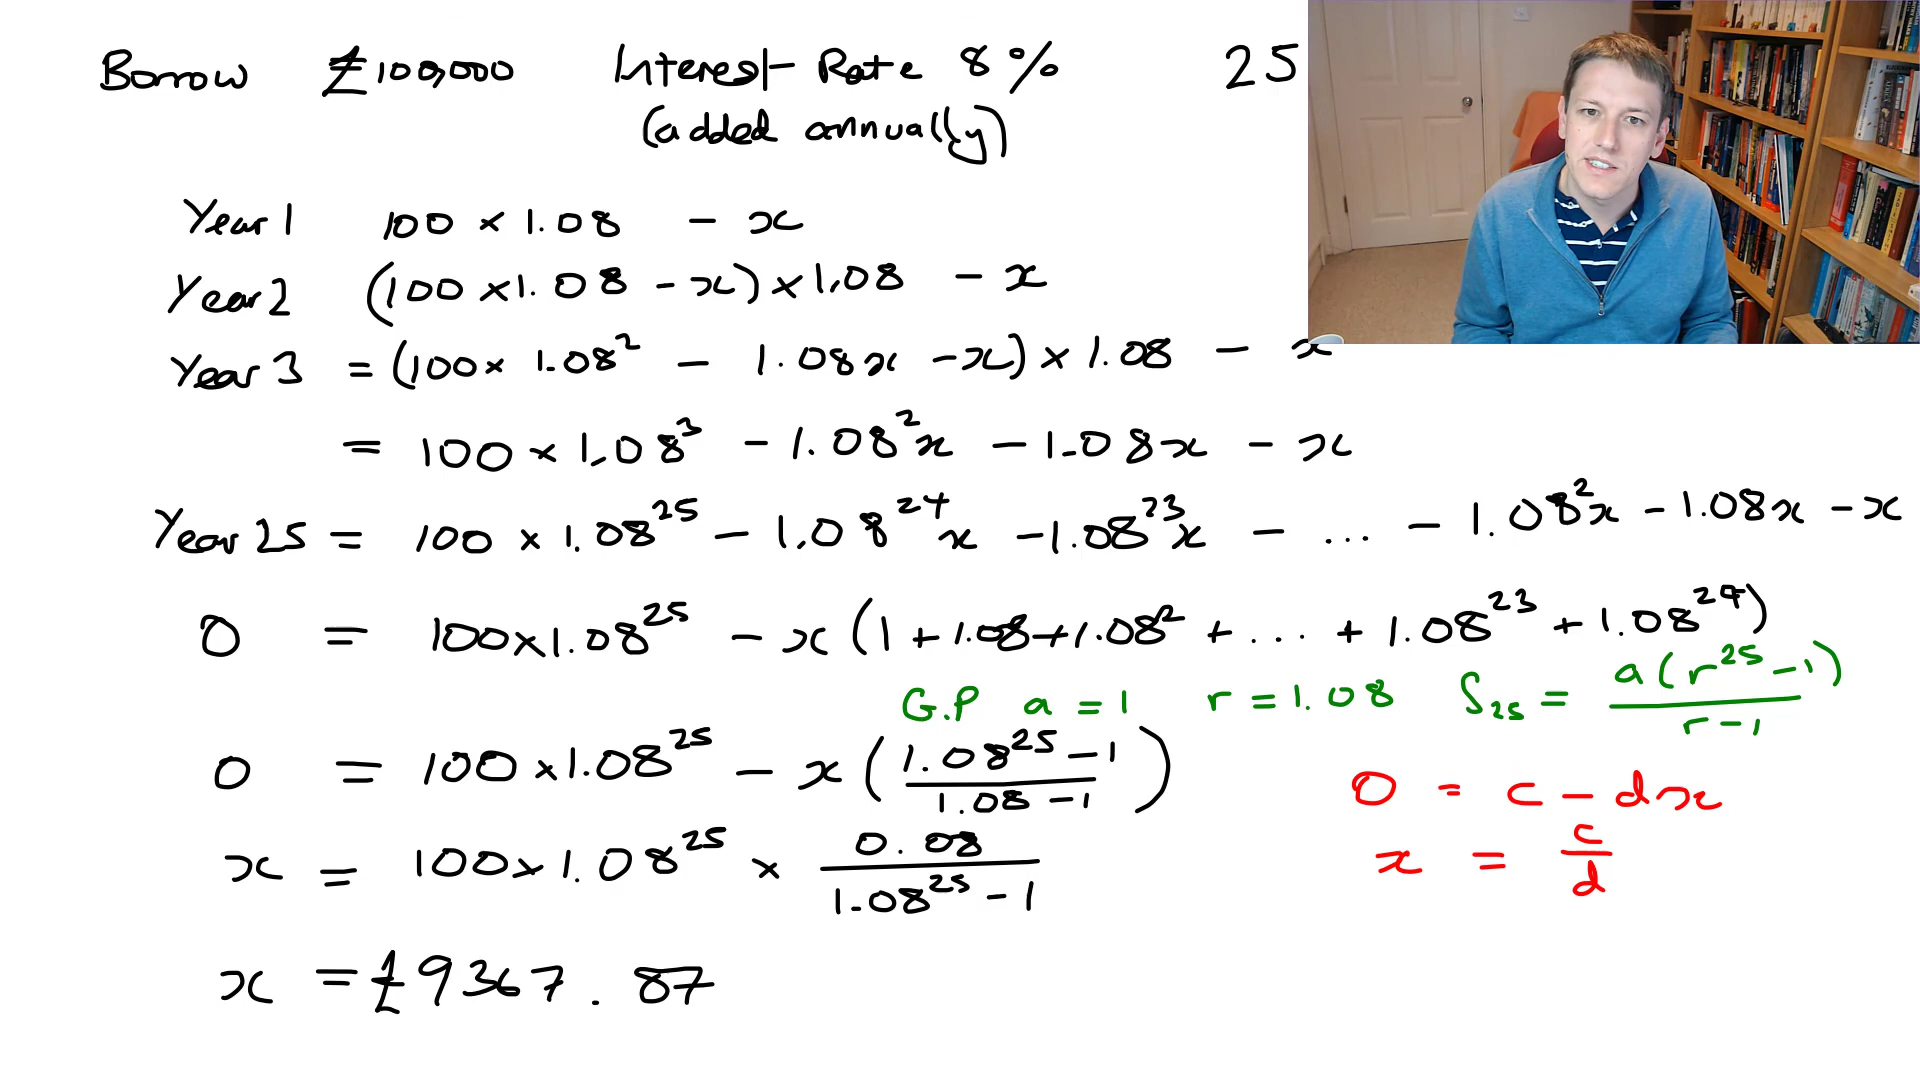 Borrow £100,000 Interest Rate 8% 25
(added annually)
Year 1 100 × 1.08 - x
Year 2 (100 × 1.08 - x) × 1.08 - x
Year 3 = (100 × 1.08² - 1.08x - x) × 1.08 - x
= 100 × 1.08³ - 1.08²x - 1.08x - x
Year 25 = 100 × 1.08²⁵ - 1.08²⁴x - 1.08²³x - ... - 1.08²x - 1.08x - x
0 = 100 × 1.08²⁵ - x (1 + 1.08 + 1.08² + ... + 1.08²³ + 1.08²⁴)
G.P a = 1 r = 1.08 S₂₅ = a(r²⁵ - 1) / r - 1
0 = 100 × 1.08²⁵ - x (1.08²⁵ - 1 / 1.08 - 1)
0 = c - dx
x = 100 × 1.08²⁵ × 0.08 / 1.08²⁵ - 1
x = c / d
x = £9367.87